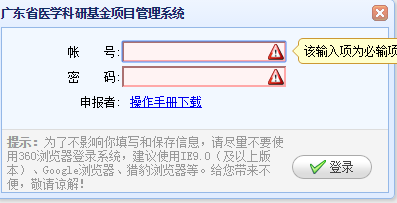 广东省医学科研基金项目管理系统
帐 号:
该输入项为必输项
密 码:
申报者: 操作手册下载
提示：为了不影响你填写和保存信息，请尽量不要使
用360浏览器登录系统，建议使用IE9.0（及以上版
本）、Google浏览器、猎豹浏览器等。给您带来不
便，敬请谅解！
登录